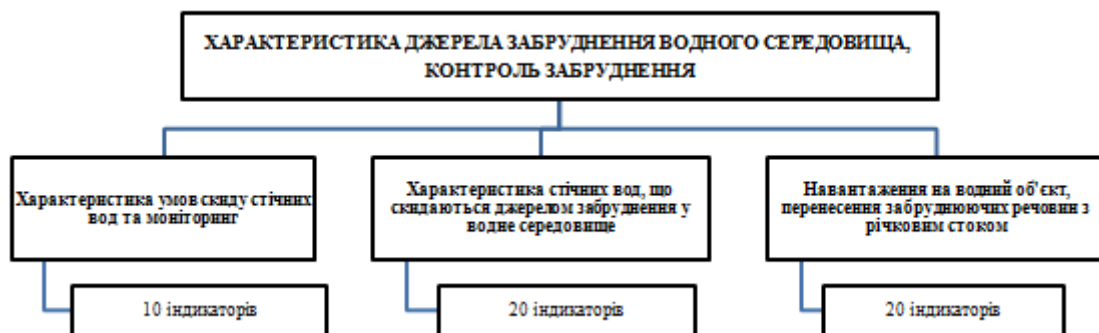 ХАРАКТЕРИСТИКА ДЖЕРЕЛА ЗАБРУДНЕННЯ ВОДНОГО СЕРЕДОВИЩА,
КОНТРОЛЬ ЗАБРУДНЕННЯ
Характеристика умов скиду стічних
вод та моніторинг
10 індикаторів
Характеристика стічних вод, що
скидаються джерелом забруднення у
водне середовище
20 індикаторів
Навантаження на водний об'єкт,
перенесення забруднюючих речовин з
річковим стоком
20 індикаторів